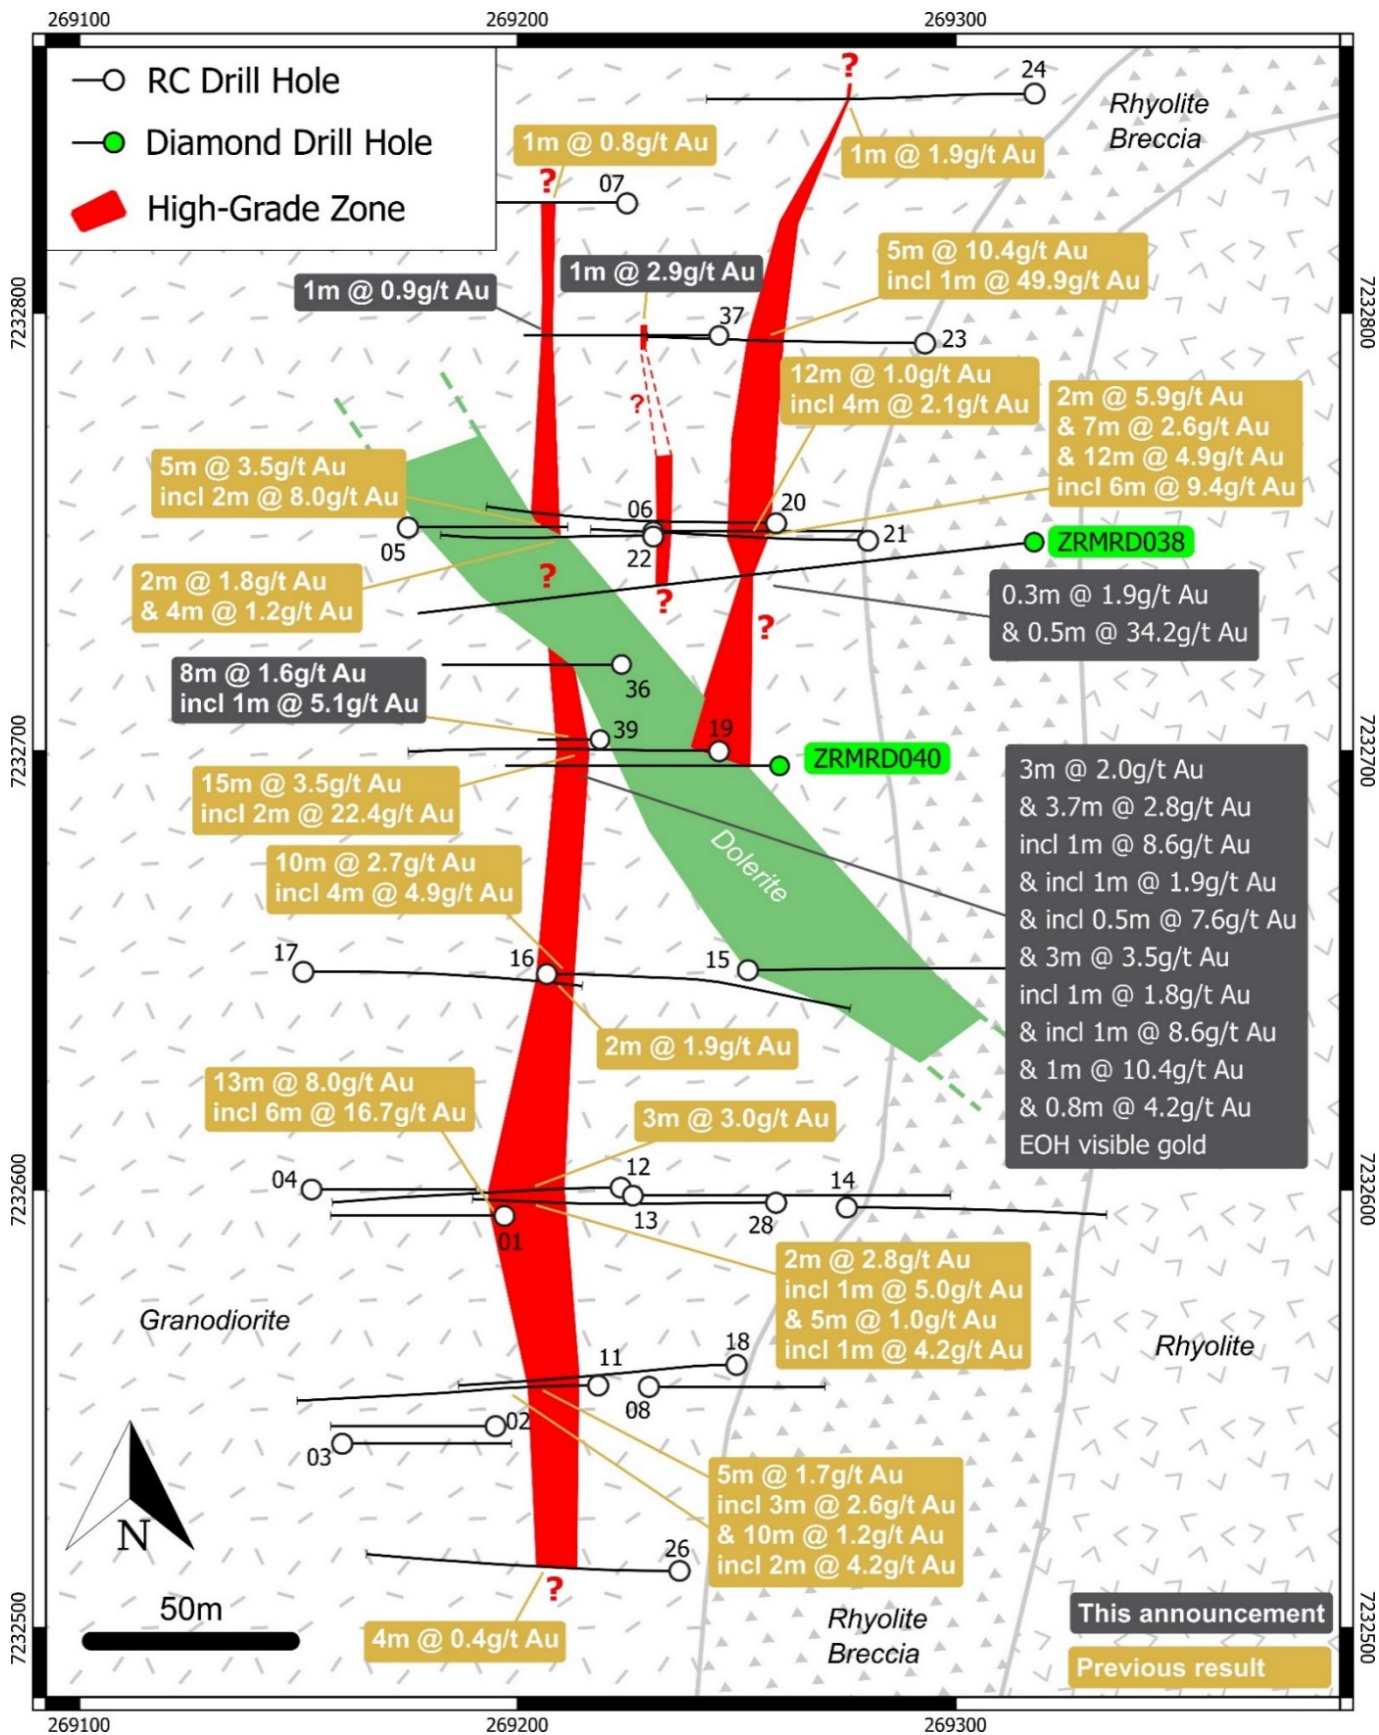 269100
269200
269300
RC Drill Hole
Diamond Drill Hole
High-Grade Zone
?
24
Rhyolite
Breccia
1m @ 0.8g/t Au
1m @ 1.9g/t Au
?
07
5m @ 10.4g/t Au
incl 1m @ 49.9g/t Au
1m @ 2.9g/t Au
1m @ 0.9g/t Au
7232800
7232800
37
23
12m @ 1.0g/t Au
incl 4m @ 2.1g/t Au
2m @ 5.9g/t Au
& 7m @ 2.6g/t Au
& 12m @ 4.9g/t Au
incl 6m @ 9.4g/t Au
?
5m @ 3.5g/t Au
incl 2m @ 8.0g/t Au
06
20
05
22
21
ZRMRD038
2m @ 1.8g/t Au
& 4m @ 1.2g/t Au
?
?
?
0.3m @ 1.9g/t Au
& 0.5m @ 34.2g/t Au
8m @ 1.6g/t Au
incl 1m @ 5.1g/t Au
36
39
19
7232700
7232700
ZRMRD040
15m @ 3.5g/t Au
incl 2m @ 22.4g/t Au
3m @ 2.0g/t Au
& 3.7m @ 2.8g/t Au
incl 1m @ 8.6g/t Au
& incl 1m @ 1.9g/t Au
& incl 0.5m @ 7.6g/t Au
& 3m @ 3.5g/t Au
incl 1m @ 1.8g/t Au
& incl 1m @ 8.6g/t Au
& 1m @ 10.4g/t Au
& 0.8m @ 4.2g/t Au
EOH visible gold
Dolerite
10m @ 2.7g/t Au
incl 4m @ 4.9g/t Au
17
16
15
2m @ 1.9g/t Au
13m @ 8.0g/t Au
incl 6m @ 16.7g/t Au
3m @ 3.0g/t Au
7232600
7232600
04
12
14
01
13
28
2m @ 2.8g/t Au
incl 1m @ 5.0g/t Au
& 5m @ 1.0g/t Au
incl 1m @ 4.2g/t Au
Granodiorite
Rhyolite
18
11
08
02
03
5m @ 1.7g/t Au
incl 3m @ 2.6g/t Au
& 10m @ 1.2g/t Au
incl 2m @ 4.2g/t Au
N
26
?
50m
4m @ 0.4g/t Au
Rhyolite
Breccia
7232500
7232500
This announcement
Previous result
269100
269200
269300